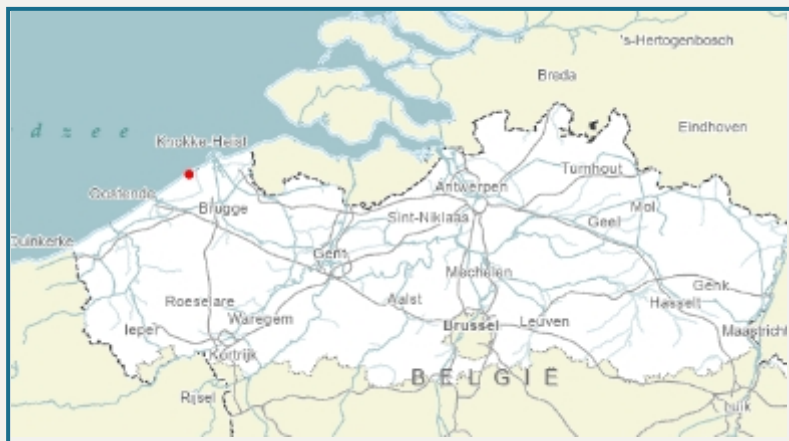 's-Hertogenbosch
Breda
Eindhoven
d z e e
Knokke-Heist
Turnhout
Antwerpen
Oostende
Mol
Brugge
Sint-Niklaas
Geel
Duinkerke
Gent
Mechelen
Genk
Roeselare
Aalst
Hasselt
Waregem
Ieper
Brussel
Leuven
Maastricht
Kortrijk
BELGIË
Rijsel
Luik